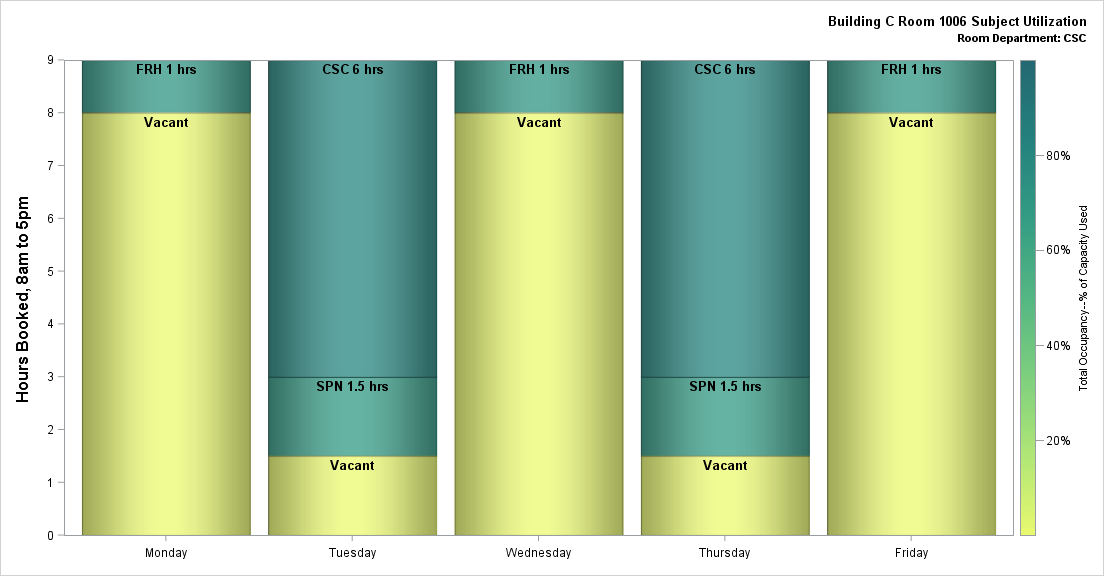 Building C Room 1006 Subject Utilization
Room Department: CSC
Hours Booked, 8am to 5pm
9
8
7
6
5
4
3
2
1
0
FRH 1 hrs
Vacant
CSC 6 hrs
SPN 1.5 hrs
Vacant
FRH 1 hrs
Vacant
CSC 6 hrs
SPN 1.5 hrs
Vacant
FRH 1 hrs
Vacant
Monday
Tuesday
Wednesday
Thursday
Friday
80%
60%
40%
20%
Total Occupancy--% of Capacity Used